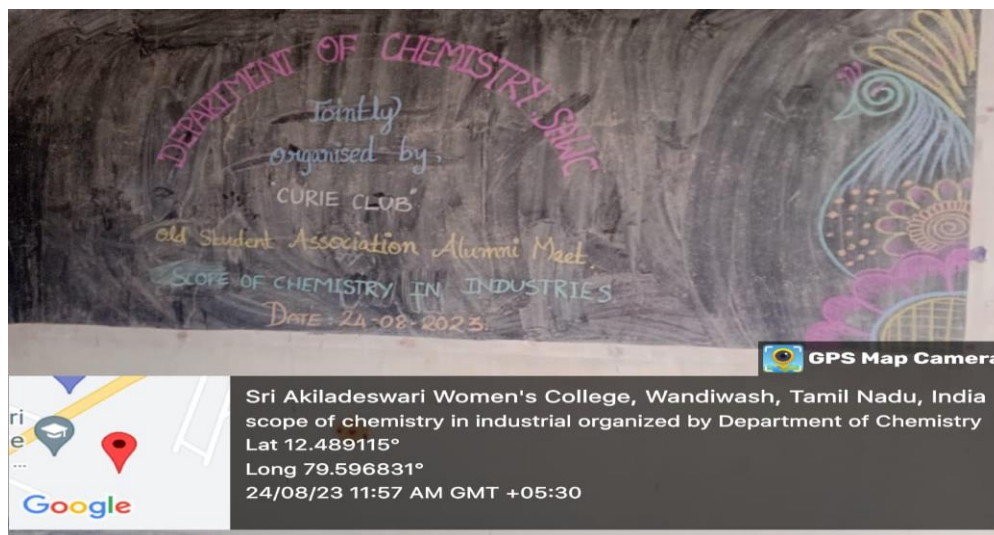 DEPARTMENT OF CHEMISTRY, SAWC
Jointly
organised by,
"CURIE CLUB"
Old Student Association Alumni Meet.
SCOPE OF CHEMISTRY IN INDUSTRIES
DATE - 24-08-2023.
GPS Map Camera
Sri Akiladeswari Women's College, Wandiwash, Tamil Nadu, India
scope of chemistry in industrial organized by Department of Chemistry
Lat 12.489115°
Long 79.596831°
24/08/23 11:57 AM GMT +05:30
ri
e
...
Google